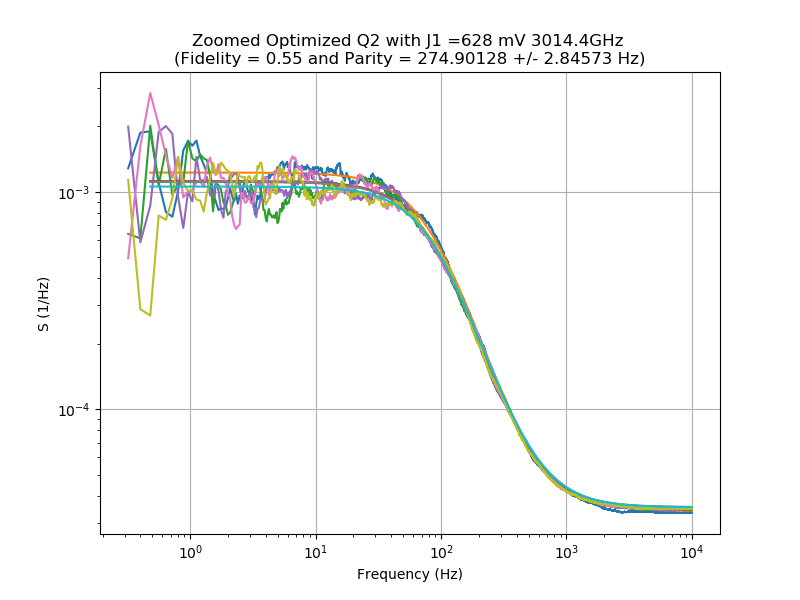 Zoomed Optimized Q2 with J1 =628 mV 3014.4GHz
(Fidelity = 0.55 and Parity = 274.90128 +/- 2.84573 Hz)
S (1/Hz)
10⁻³
10⁻⁴
10⁰ 10¹ 10² 10³ 10⁴
Frequency (Hz)